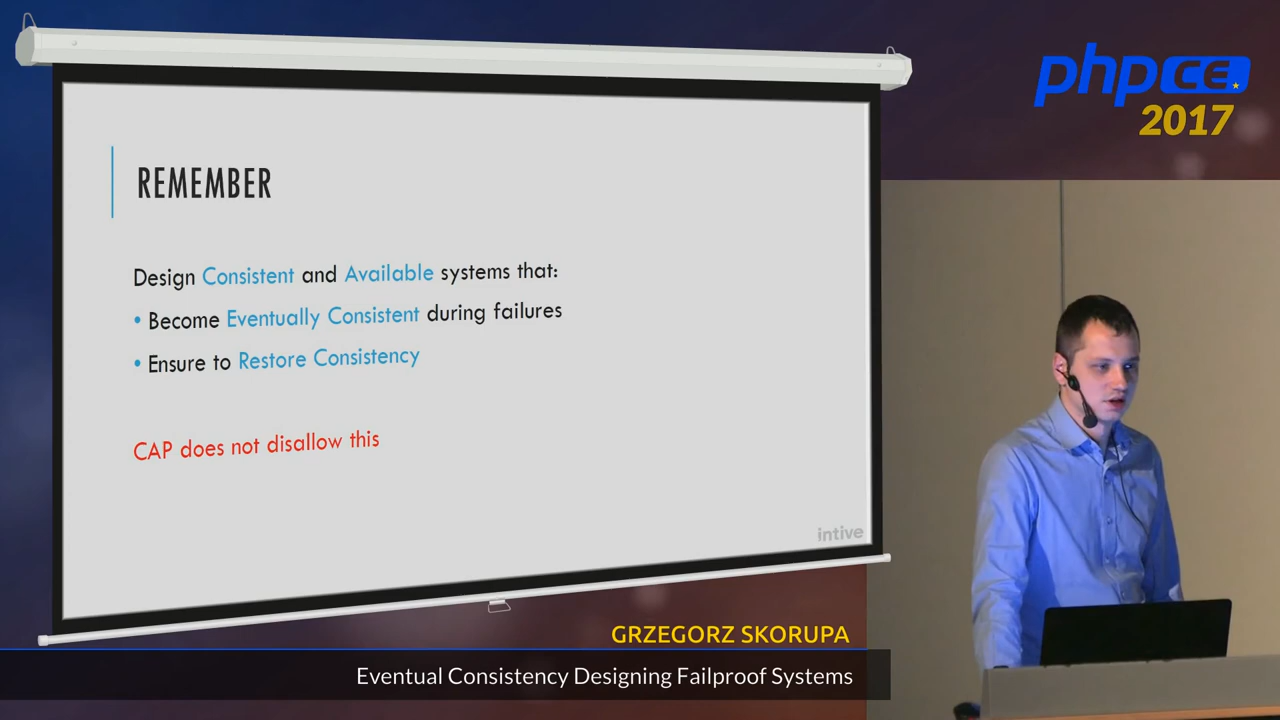 phpCE
2017
REMEMBER
Design Consistent and Available systems that:
• Become Eventually Consistent during failures
• Ensure to Restore Consistency
CAP does not disallow this
intive
GRZEGORZ SKORUPA
Eventual Consistency Designing Failproof Systems